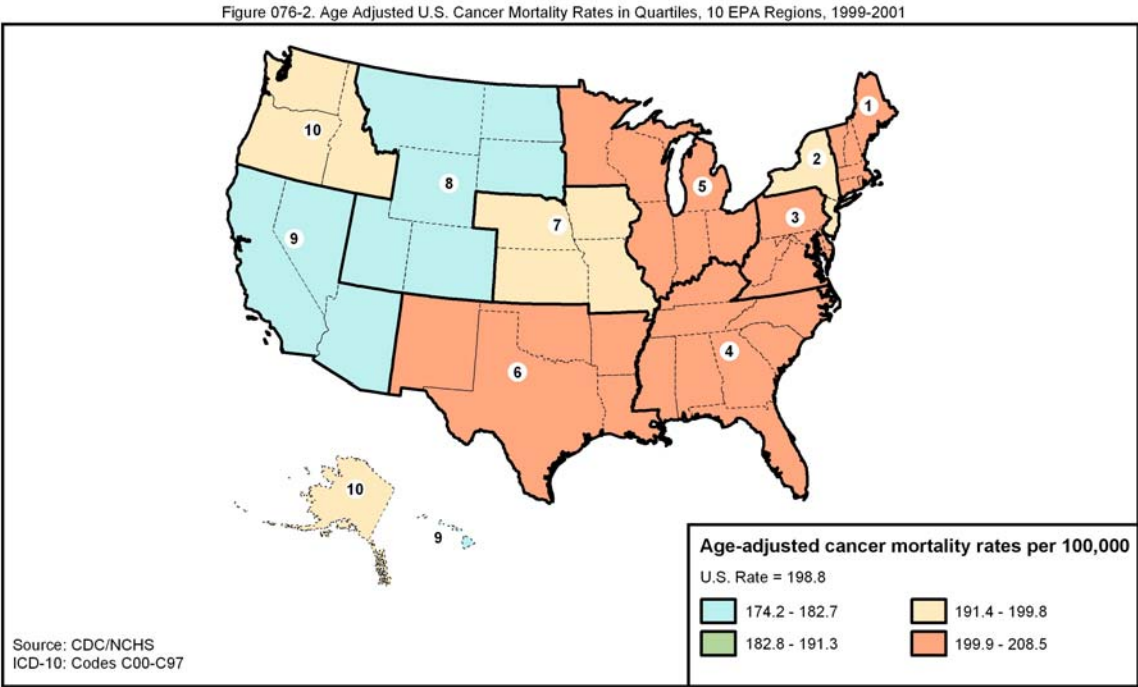 Figure 076-2. Age Adjusted U.S. Cancer Mortality Rates in Quartiles, 10 EPA Regions, 1999-2001
1
10
2
8
5
3
7
9
4
6
10
9
Age-adjusted cancer mortality rates per 100,000
U.S. Rate = 198.8
174.2 - 182.7
191.4 - 199.8
182.8 - 191.3
199.9 - 208.5
Source: CDC/NCHS
ICD-10: Codes C00-C97